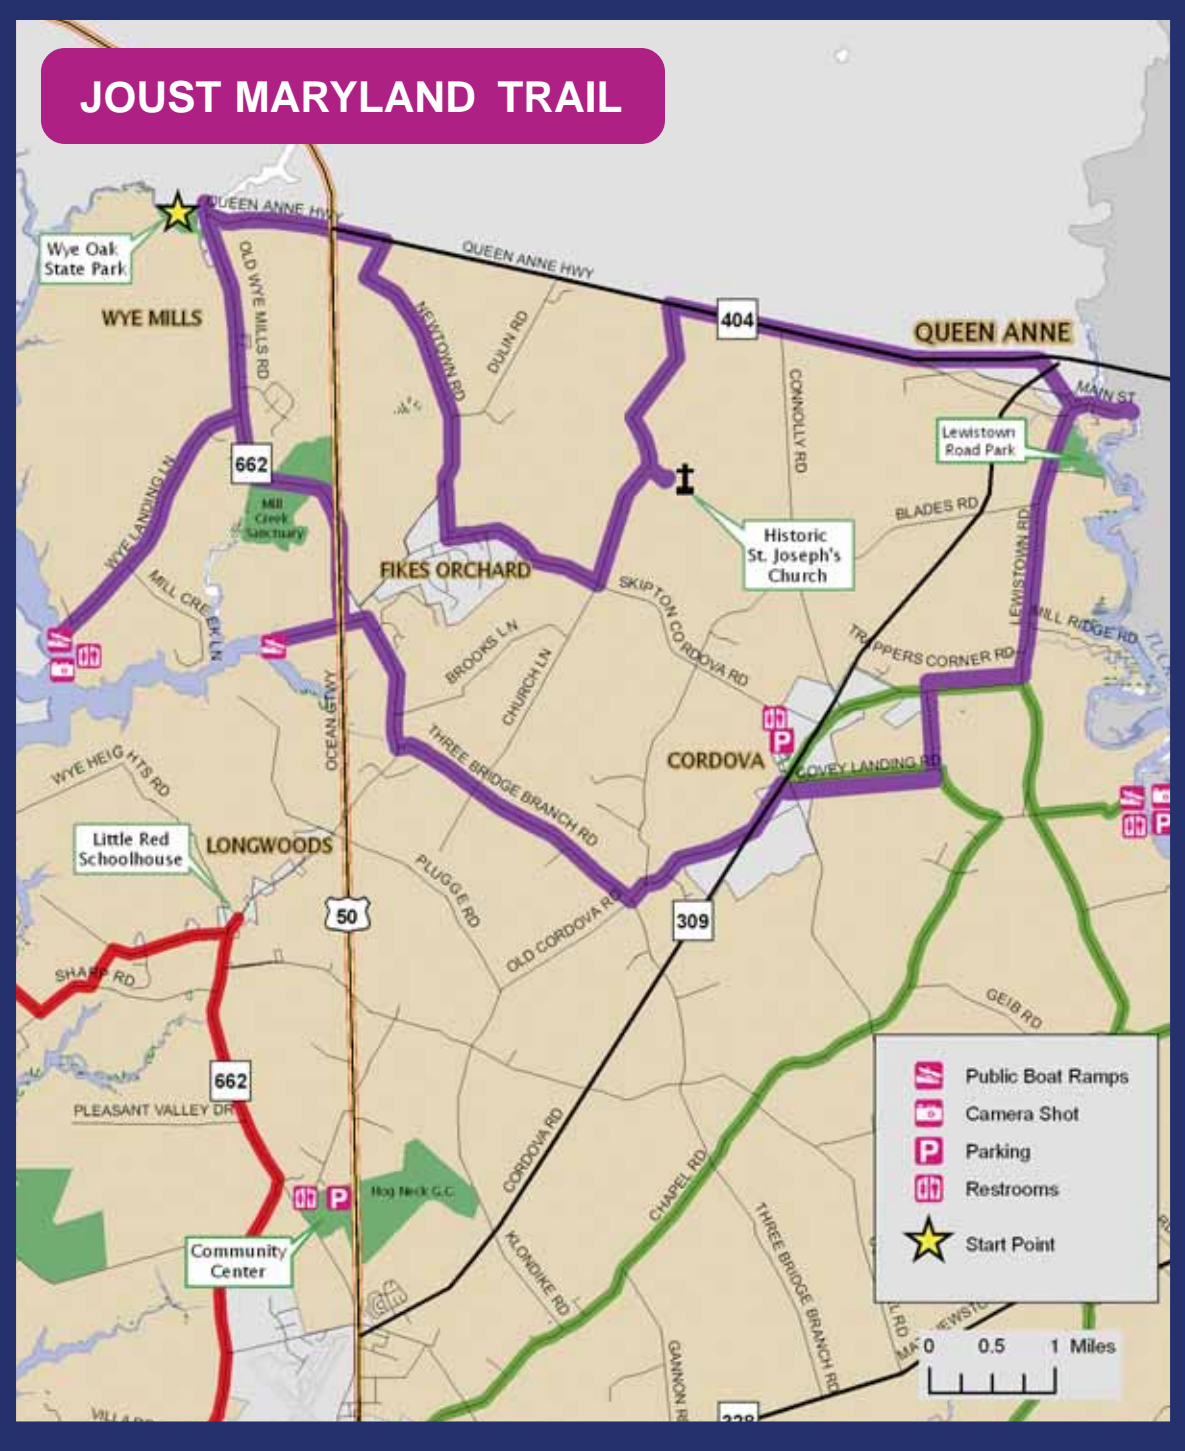 JOUST MARYLAND TRAIL
QUEEN ANNE HWY
Wye Oak
State Park
OLD WYE MILLS RD
WYE MILLS
QUEEN ANNE HWY
NEWTOWN RD
DULIN RD
404
QUEEN ANNE
CONNOLLY RD
MAIN ST
Lewistown
Road Park
662
WYE LANDING LN
Mill
Creek
Sanctuary
BLADES RD
Historic
St. Joseph's
Church
FIKES ORCHARD
MILL CREEK LN
SKIPTON CORDOVA RD
LEWISTOWN RD
MILL RIDGE RD
TRAPPERS CORNER RD
BROOKS LN
CHURCH LN
OCEAN GTWY
P
CORDOVA
COVEY LANDING RD
WYE HEIGHTS RD
THREE BRIDGE BRANCH RD
Little Red
Schoolhouse
LONGWOODS
P
PLUGGE RD
50
309
OLD CORDOVA RD
SHARP RD
GEIB RD
662
PLEASANT VALLEY DR
CORDOVA RD
CHAPEL RD
Hog Neck G.C.
P
Community
Center
KLONDIKE RD
THREE BRIDGE BRANCH RD
GANNON R
Public Boat Ramps
Camera Shot
P Parking
Restrooms
Start Point
0 0.5 1 Miles
328